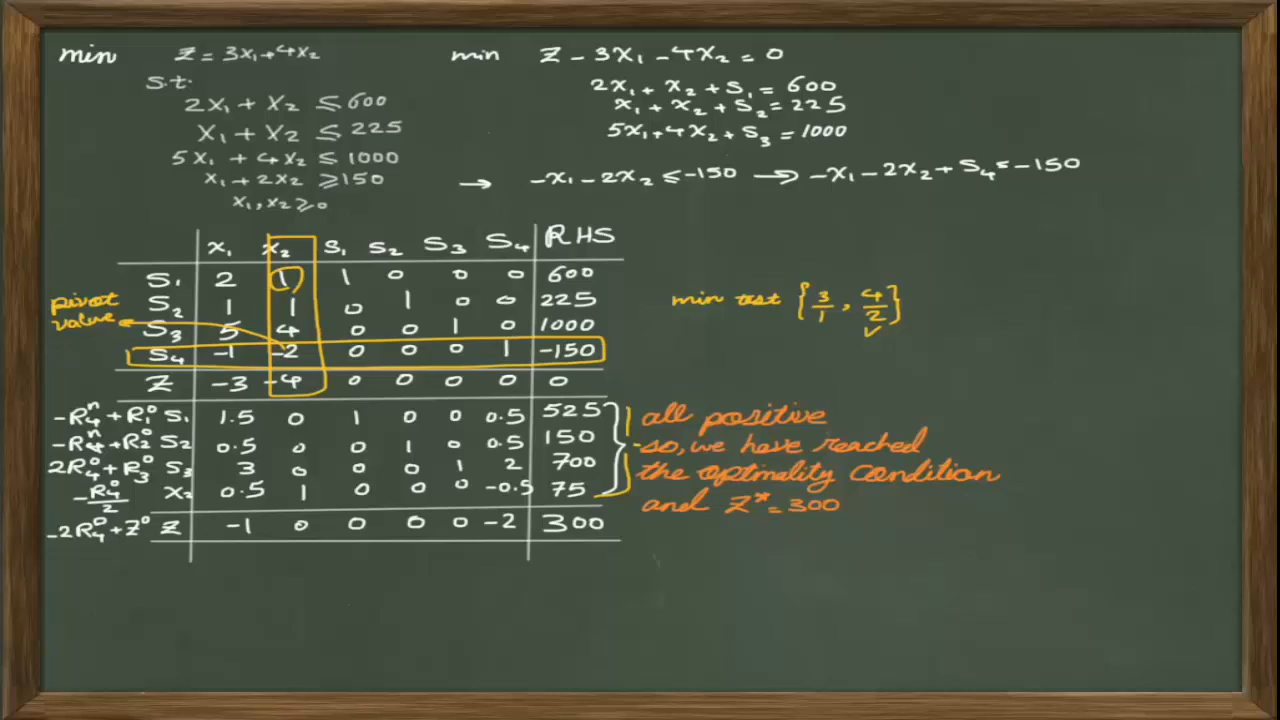 min Z = 3x₁+4x₂
s.t.
2x₁ + x₂ ≤ 600
x₁ + x₂ ≤ 225
5x₁ + 4x₂ ≤ 1000
x₁ + 2x₂ ≥ 150
x₁, x₂ ≥ 0
min Z - 3x₁ - 4x₂ = 0
2x₁ + x₂ + S₁ = 600
x₁ + x₂ + S₂ = 225
5x₁ + 4x₂ + S₃ = 1000
→ -x₁ - 2x₂ ≤ -150 → -x₁ - 2x₂ + S₄ = -150
x₁ x₂ S₁ S₂ S₃ S₄ RHS
S₁ 2 1 1 0 0 0 600
S₂ 1 1 0 1 0 0 225
S₃ 5 4 0 0 1 0 1000
S₄ -1 -2 0 0 0 1 -150
Z -3 -4 0 0 0 0 0
pivot
value
min test {3/1, 4/2}
✓
-R₄ⁿ + R₁⁰ S₁ 1.5 0 1 0 0 0.5 525
-R₄ⁿ + R₂⁰ S₂ 0.5 0 0 1 0 0.5 150
2R₄⁰ + R₃⁰ S₃ 3 0 0 0 1 2 700
-R₄⁰/2 x₂ 0.5 1 0 0 0 -0.5 75
-2R₄⁰ + Z⁰ Z -1 0 0 0 0 -2 300
all positive
so, we have reached
the optimality condition
and Z* = 300